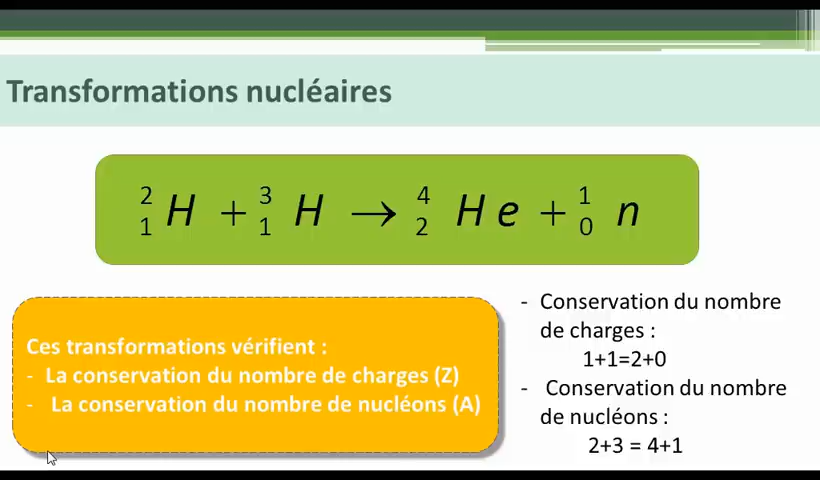 Transformations nucléaires
²₁H + ³₁H → ⁴₂He + ¹₀n
Ces transformations vérifient :
- La conservation du nombre de charges (Z)
- La conservation du nombre de nucléons (A)
- Conservation du nombre
de charges :
1+1=2+0
- Conservation du nombre
de nucléons :
2+3 = 4+1